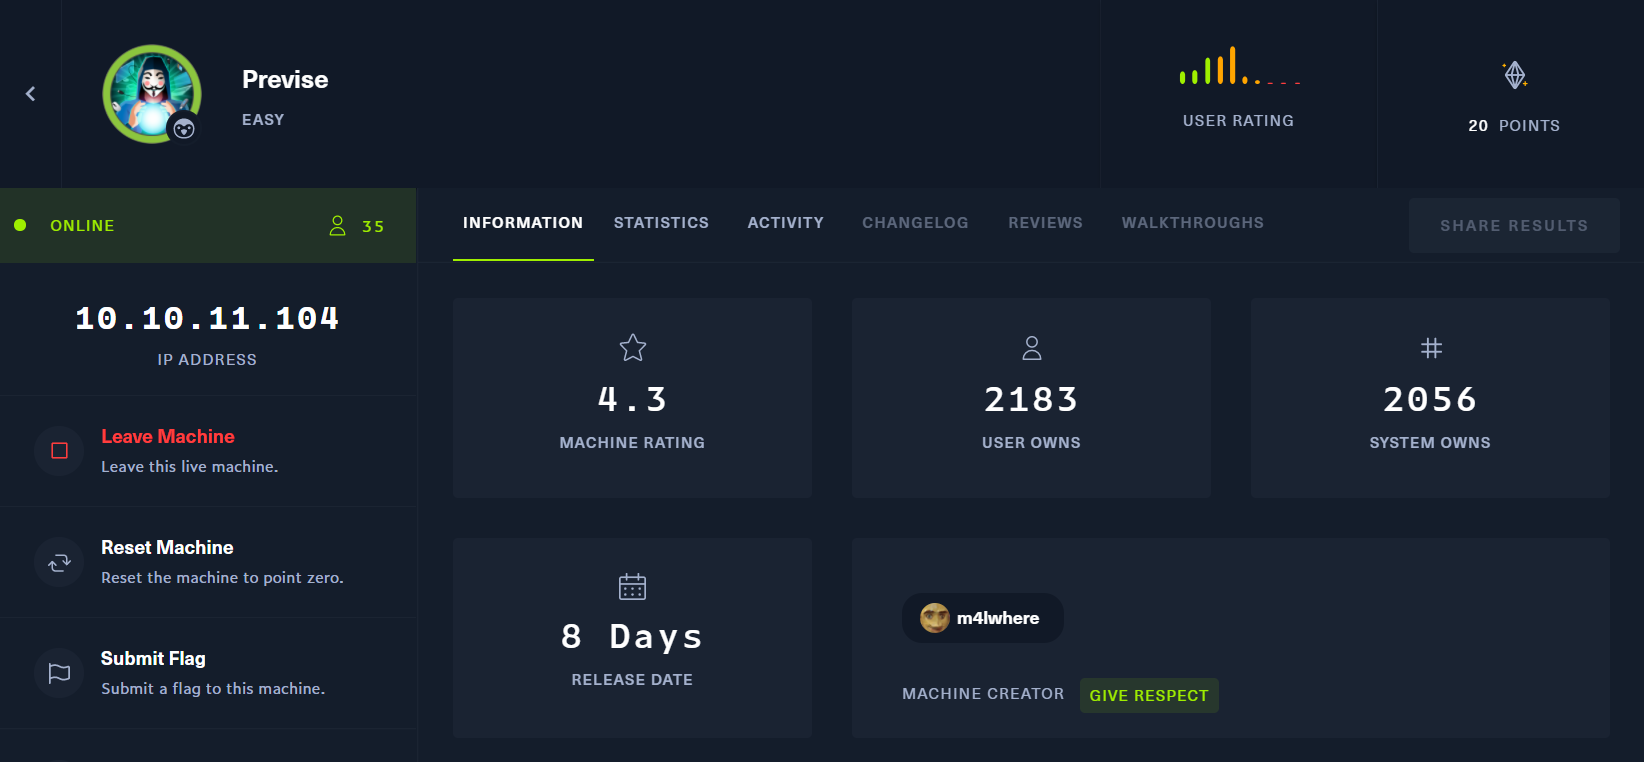 Previse
EASY
USER RATING
20 POINTS
ONLINE
35
INFORMATION
STATISTICS
ACTIVITY
CHANGELOG
REVIEWS
WALKTHROUGHS
SHARE RESULTS
10.10.11.104
IP ADDRESS
Leave Machine
Leave this live machine.
Reset Machine
Reset the machine to point zero.
Submit Flag
Submit a flag to this machine.
4.3
MACHINE RATING
2183
USER OWNS
2056
SYSTEM OWNS
8 Days
RELEASE DATE
m4lwhere
MACHINE CREATOR
GIVE RESPECT